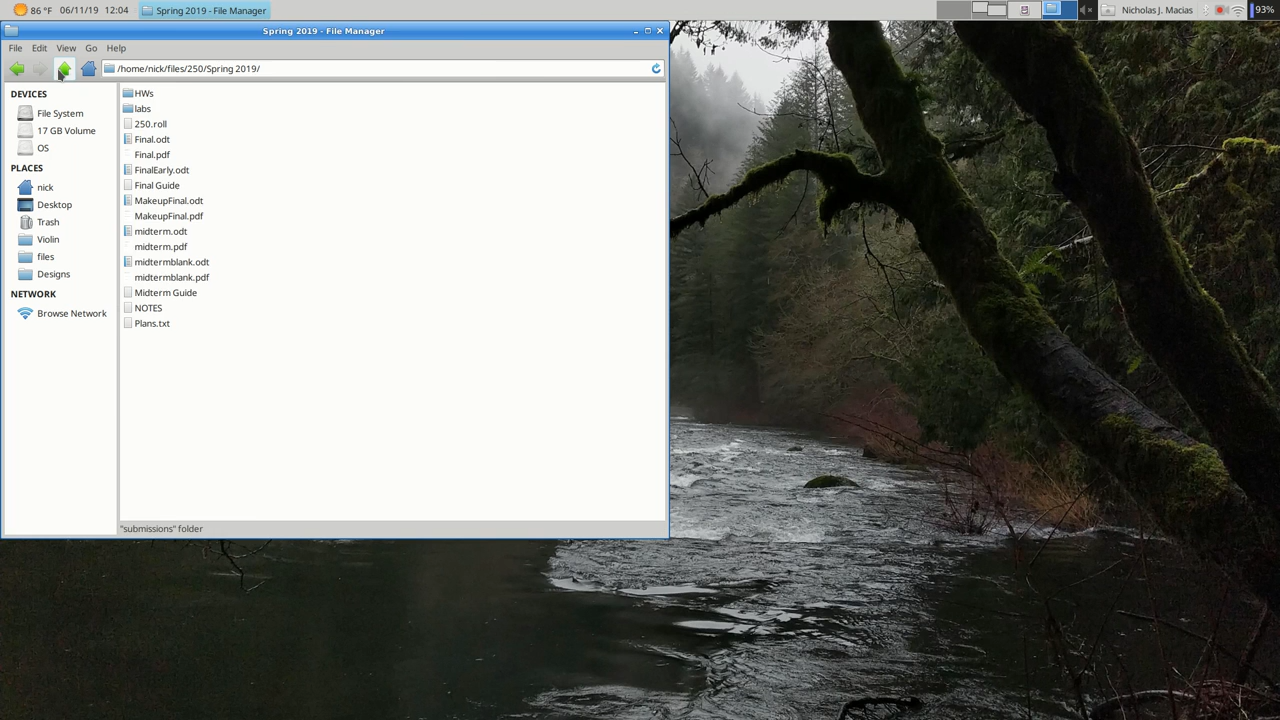 86 °F 06/11/19 12:04 Spring 2019 - File Manager Nicholas J. Macias 93%
Spring 2019 - File Manager
File Edit View Go Help
/home/nick/files/250/Spring 2019/
DEVICES
File System
17 GB Volume
OS
PLACES
nick
Desktop
Trash
Violin
files
Designs
NETWORK
Browse Network
HWs
labs
250.roll
Final.odt
Final.pdf
FinalEarly.odt
Final Guide
MakeupFinal.odt
MakeupFinal.pdf
midterm.odt
midterm.pdf
midtermblank.odt
midtermblank.pdf
Midterm Guide
NOTES
Plans.txt
"submissions" folder